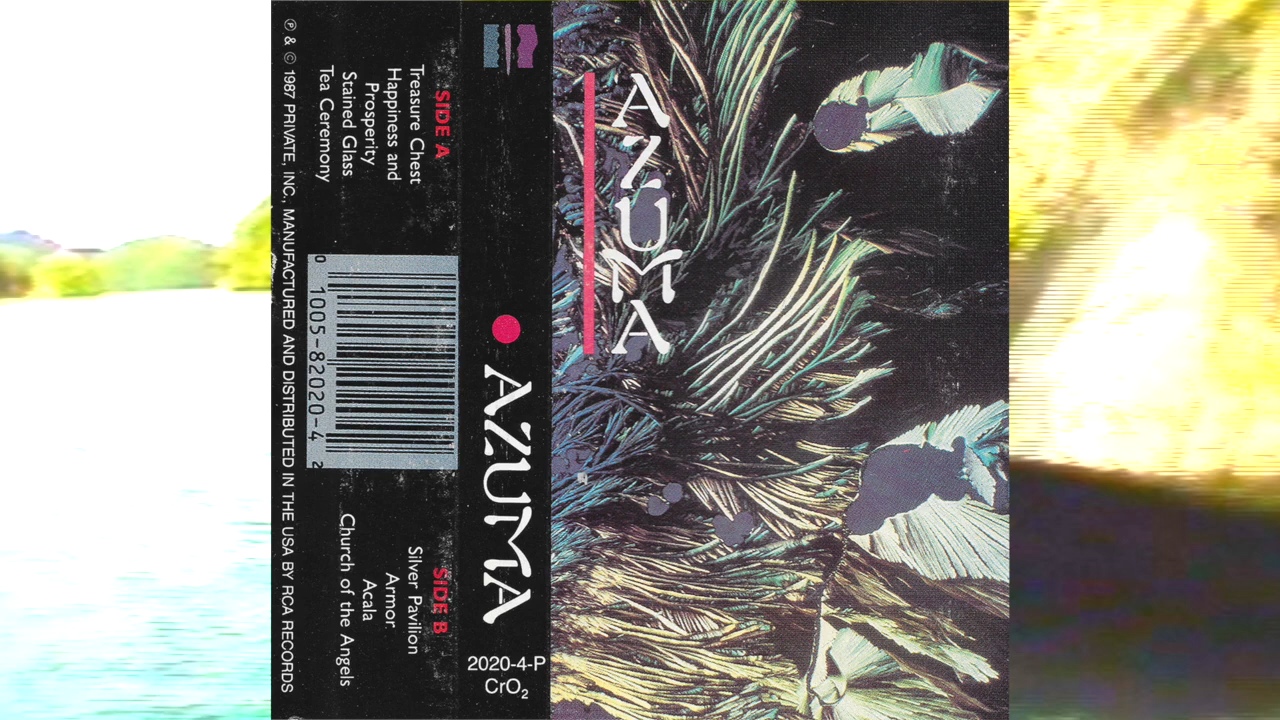 AZUMA
AZUMA
2020-4-P
CrO₂
SIDE A
Treasure Chest
Happiness and
Prosperity
Stained Glass
Tea Ceremony
0 1005-82020-4 2
SIDE B
Silver Pavilion
Armor
Acala
Church of the Angels
℗ & © 1987 PRIVATE, INC., MANUFACTURED AND DISTRIBUTED IN THE USA BY RCA RECORDS